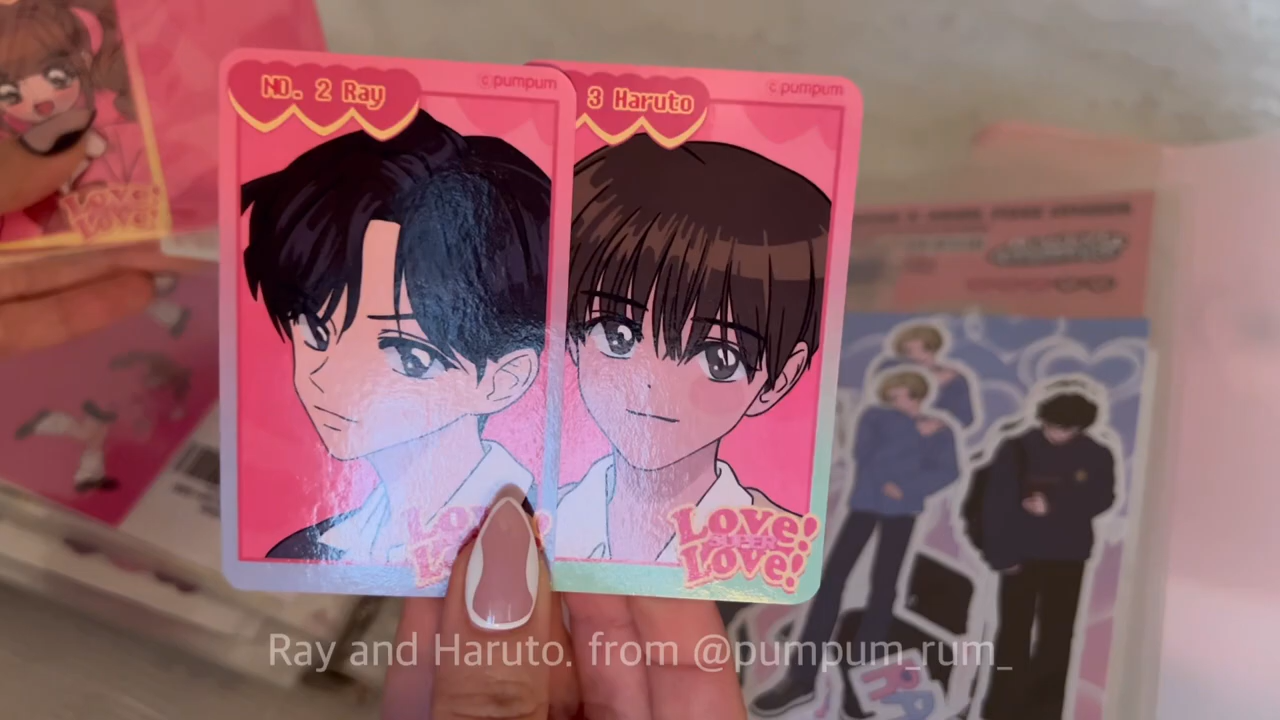 NO. 2 Ray
©pumpum
3 Haruto
©pumpum
Love!
Love!
Love!
SUPER
Love!
Ray and Haruto. from @pumpum_rum_